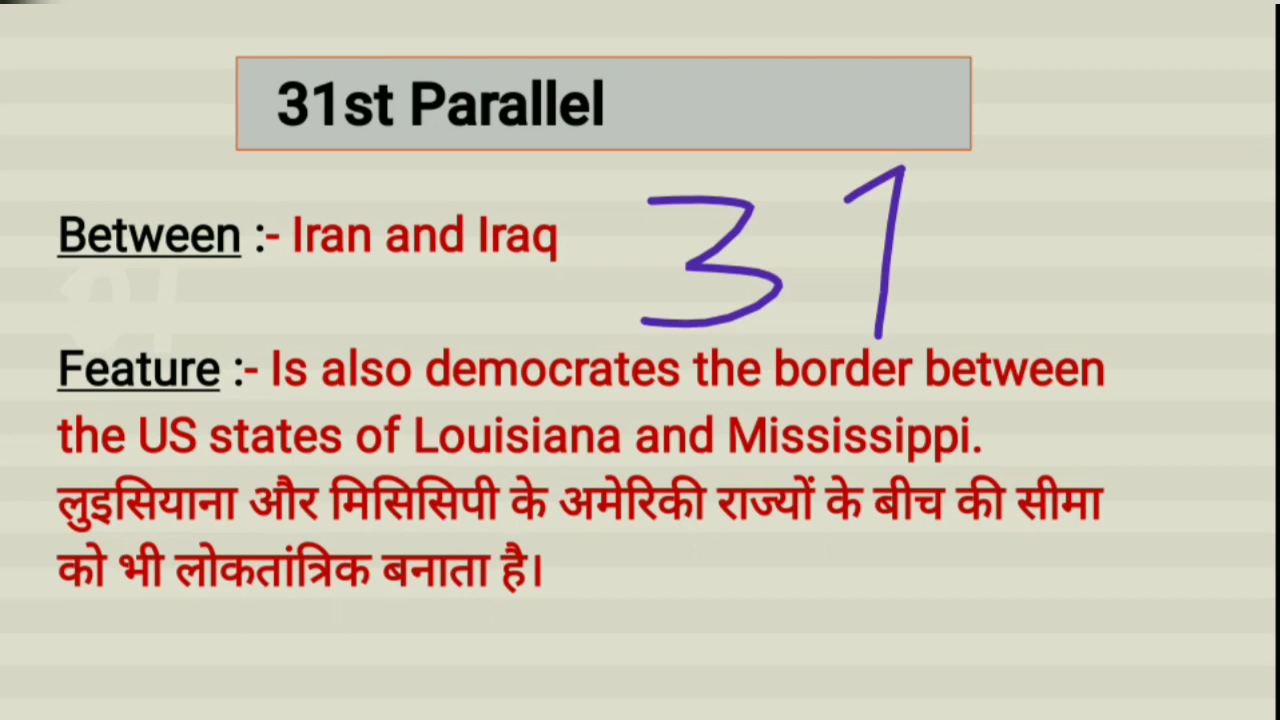 31st Parallel
Between :- Iran and Iraq
31
Feature :- Is also democrates the border between
the US states of Louisiana and Mississippi.
लुइसियाना और मिसिसिपी के अमेरिकी राज्यों के बीच की सीमा
को भी लोकतांत्रिक बनाता है।